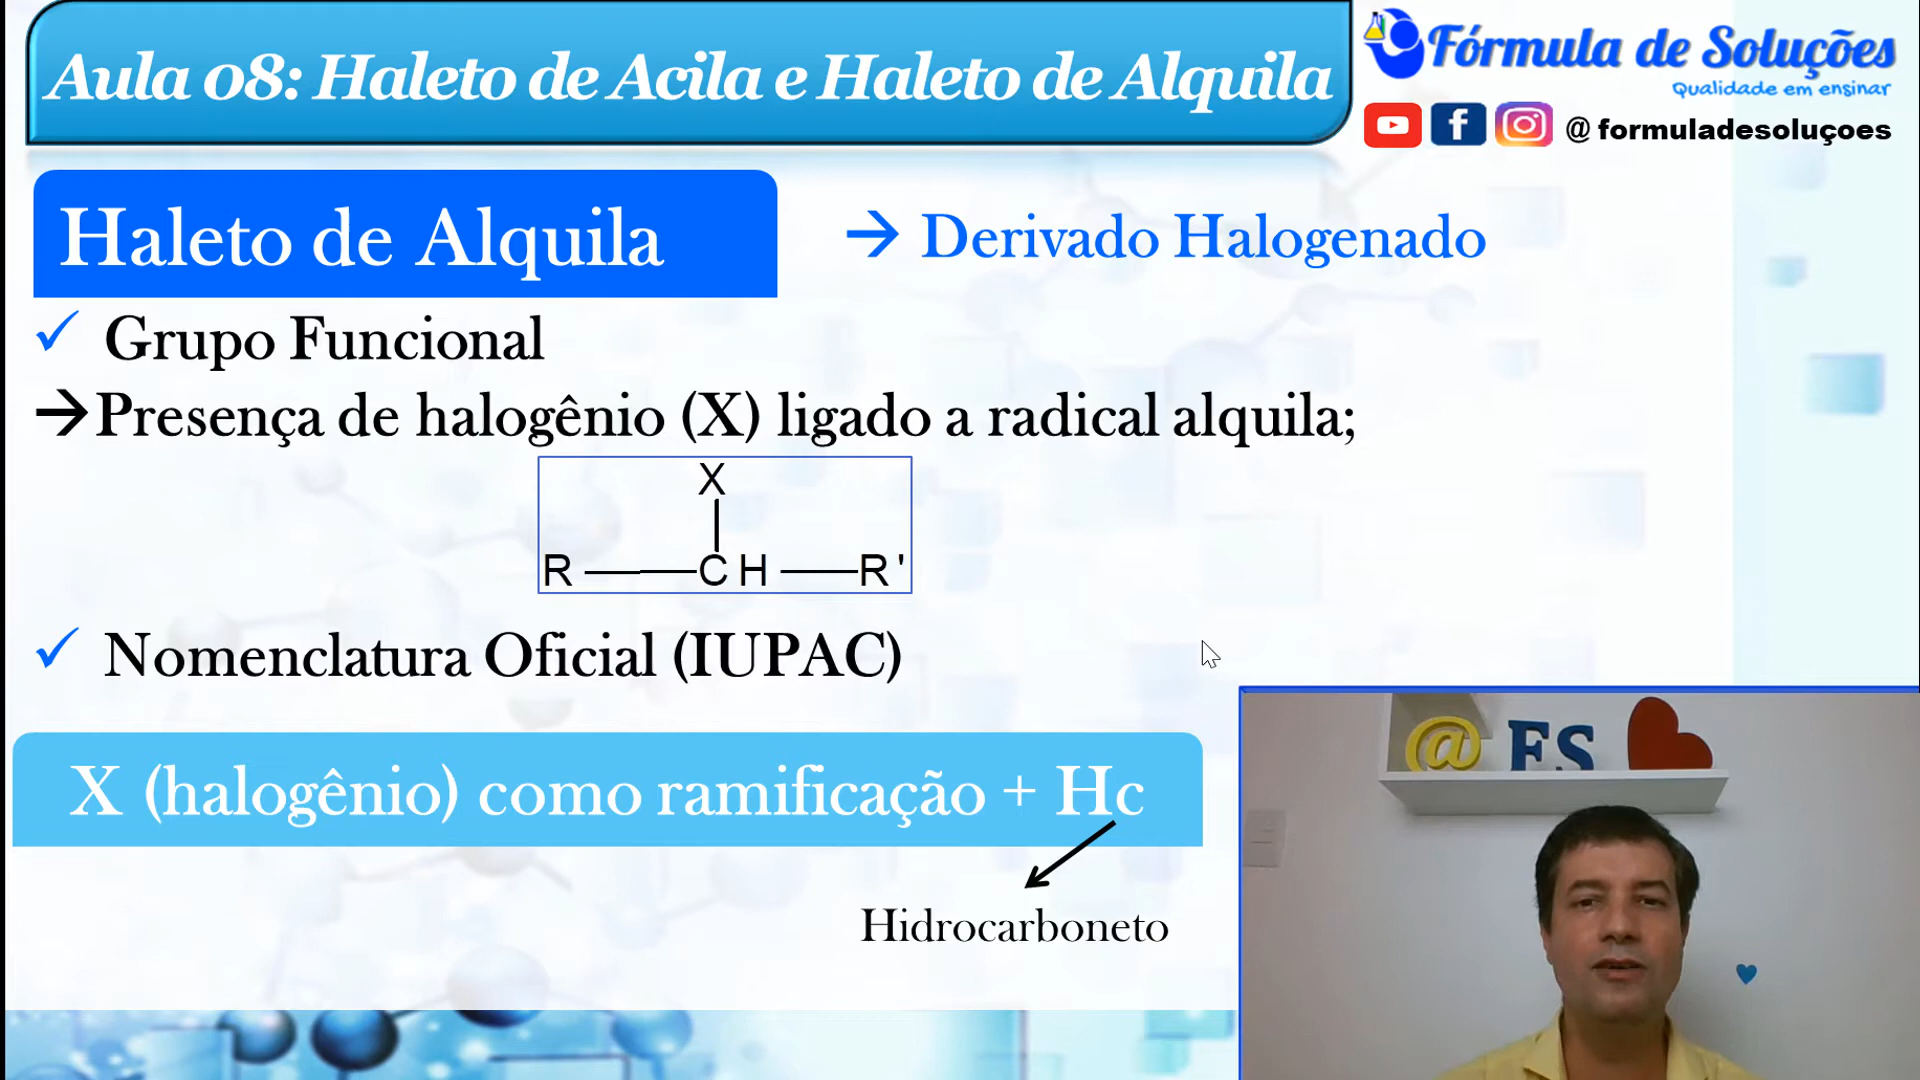 Aula 08: Haleto de Acila e Haleto de Alquila
Fórmula de Soluções
Qualidade em ensinar
f @ formuladesoluçoes
Haleto de Alquila
→ Derivado Halogenado
✓ Grupo Funcional
→Presença de halogênio (X) ligado a radical alquila;
X
R — CH — R'
✓ Nomenclatura Oficial (IUPAC)
X (halogênio) como ramificação + Hc
Hidrocarboneto
@ FS